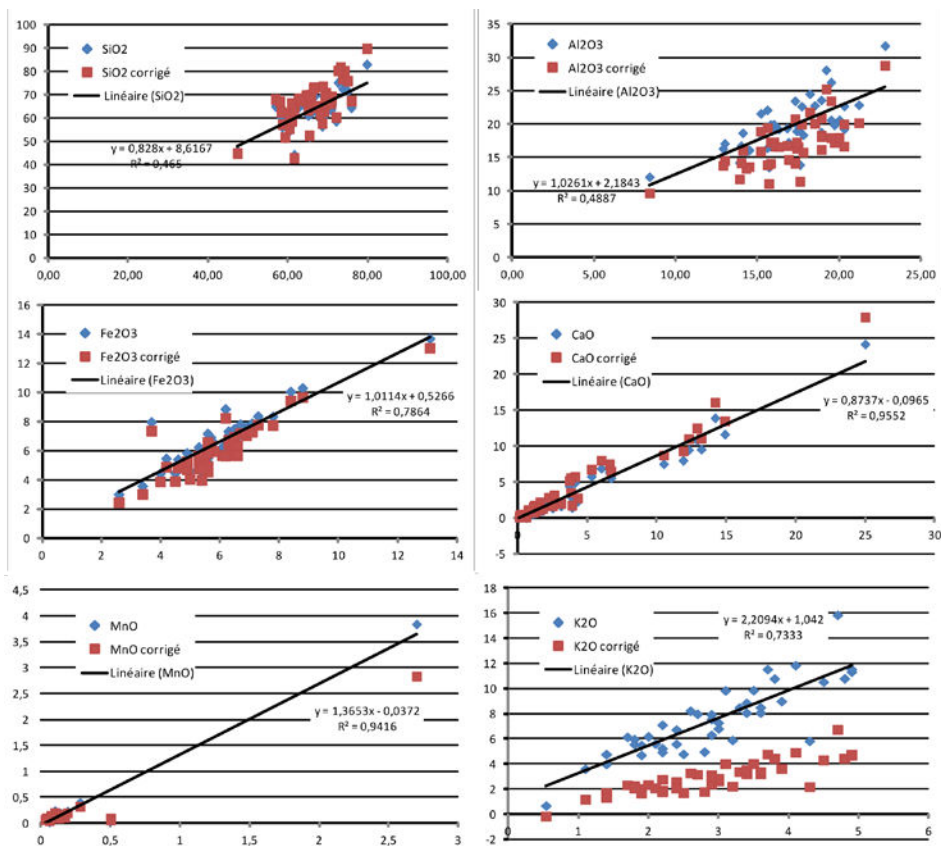 100
90
80
70
60
50
40
30
20
10
0
SiO2
SiO2 corrigé
Linéaire (SiO2)
y = 0,828x + 8,6167
R² = 0,465
0,00 20,00 40,00 60,00 80,00 100,00
35
30
25
20
15
10
5
0
Al2O3
Al2O3 corrigé
Linéaire (Al2O3)
y = 1,0261x + 2,1843
R² = 0,4887
0,00 5,00 10,00 15,00 20,00 25,00
16
14
12
10
8
6
4
2
0
Fe2O3
Fe2O3 corrigé
Linéaire (Fe2O3)
y = 1,0114x + 0,5266
R² = 0,7864
0 2 4 6 8 10 12 14
30
25
20
15
10
5
0
-5
CaO
CaO corrigé
Linéaire (CaO)
y = 0,8737x - 0,0965
R² = 0,9552
0 5 10 15 20 25 30
4,5
4
3,5
3
2,5
2
1,5
1
0,5
0
MnO
MnO corrigé
Linéaire (MnO)
y = 1,3653x - 0,0372
R² = 0,9416
0 0,5 1 1,5 2 2,5 3
18
16
14
12
10
8
6
4
2
0
-2
K2O
K2O corrigé
Linéaire (K2O)
y = 2,2094x + 1,042
R² = 0,7333
0 1 2 3 4 5 6